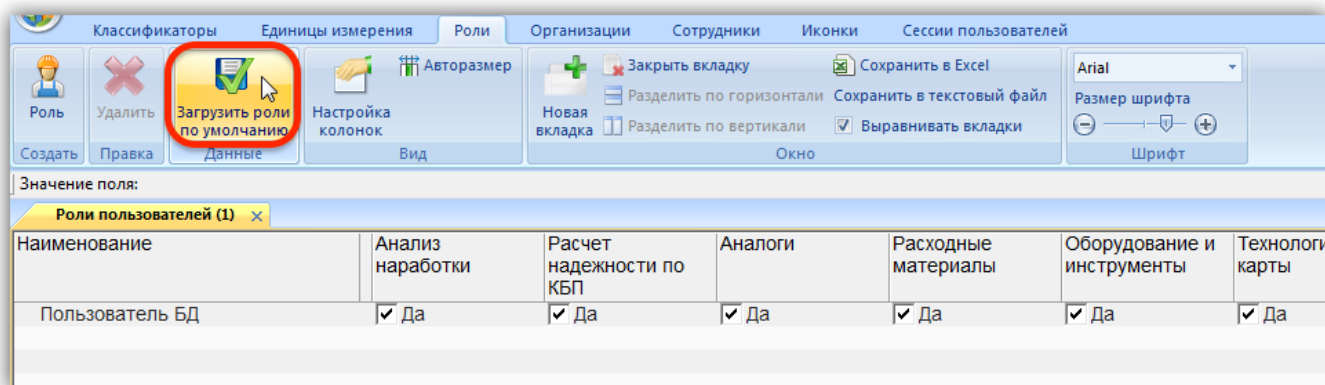 Классификаторы Единицы измерения Роли Организации Сотрудники Иконки Сессии пользователей
Роль
Создать
Удалить
Правка
Загрузить роли
по умолчанию
Данные
Настройка
колонок
Авторазмер
Вид
Новая
вкладка
Закрыть вкладку
Разделить по горизонтали
Разделить по вертикали
Сохранить в Excel
Сохранить в текстовый файл
Выравнивать вкладки
Окно
Arial
Размер шрифта
Шрифт
Значение поля:
Роли пользователей (1)
Наименование
Анализ
наработки
Расчет
надежности по
КБП
Аналоги
Расходные
материалы
Оборудование и
инструменты
Технологи
карты
Пользователь БД Да Да Да Да Да Да